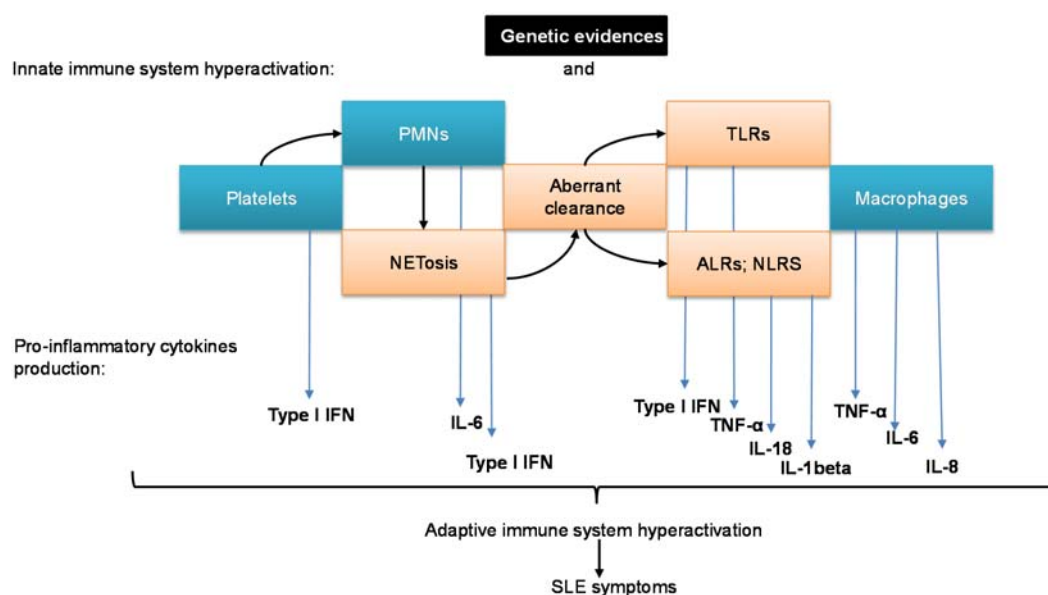 Genetic evidences
Innate immune system hyperactivation:
and
PMNs
TLRs
Platelets
Aberrant
clearance
Macrophages
NETosis
ALRs; NLRS
Pro-inflammatory cytokines
production:
Type I IFN
IL-6
Type I IFN
Type I IFN
TNF-α
IL-18
IL-1beta
TNF-α
IL-6
IL-8
Adaptive immune system hyperactivation
SLE symptoms